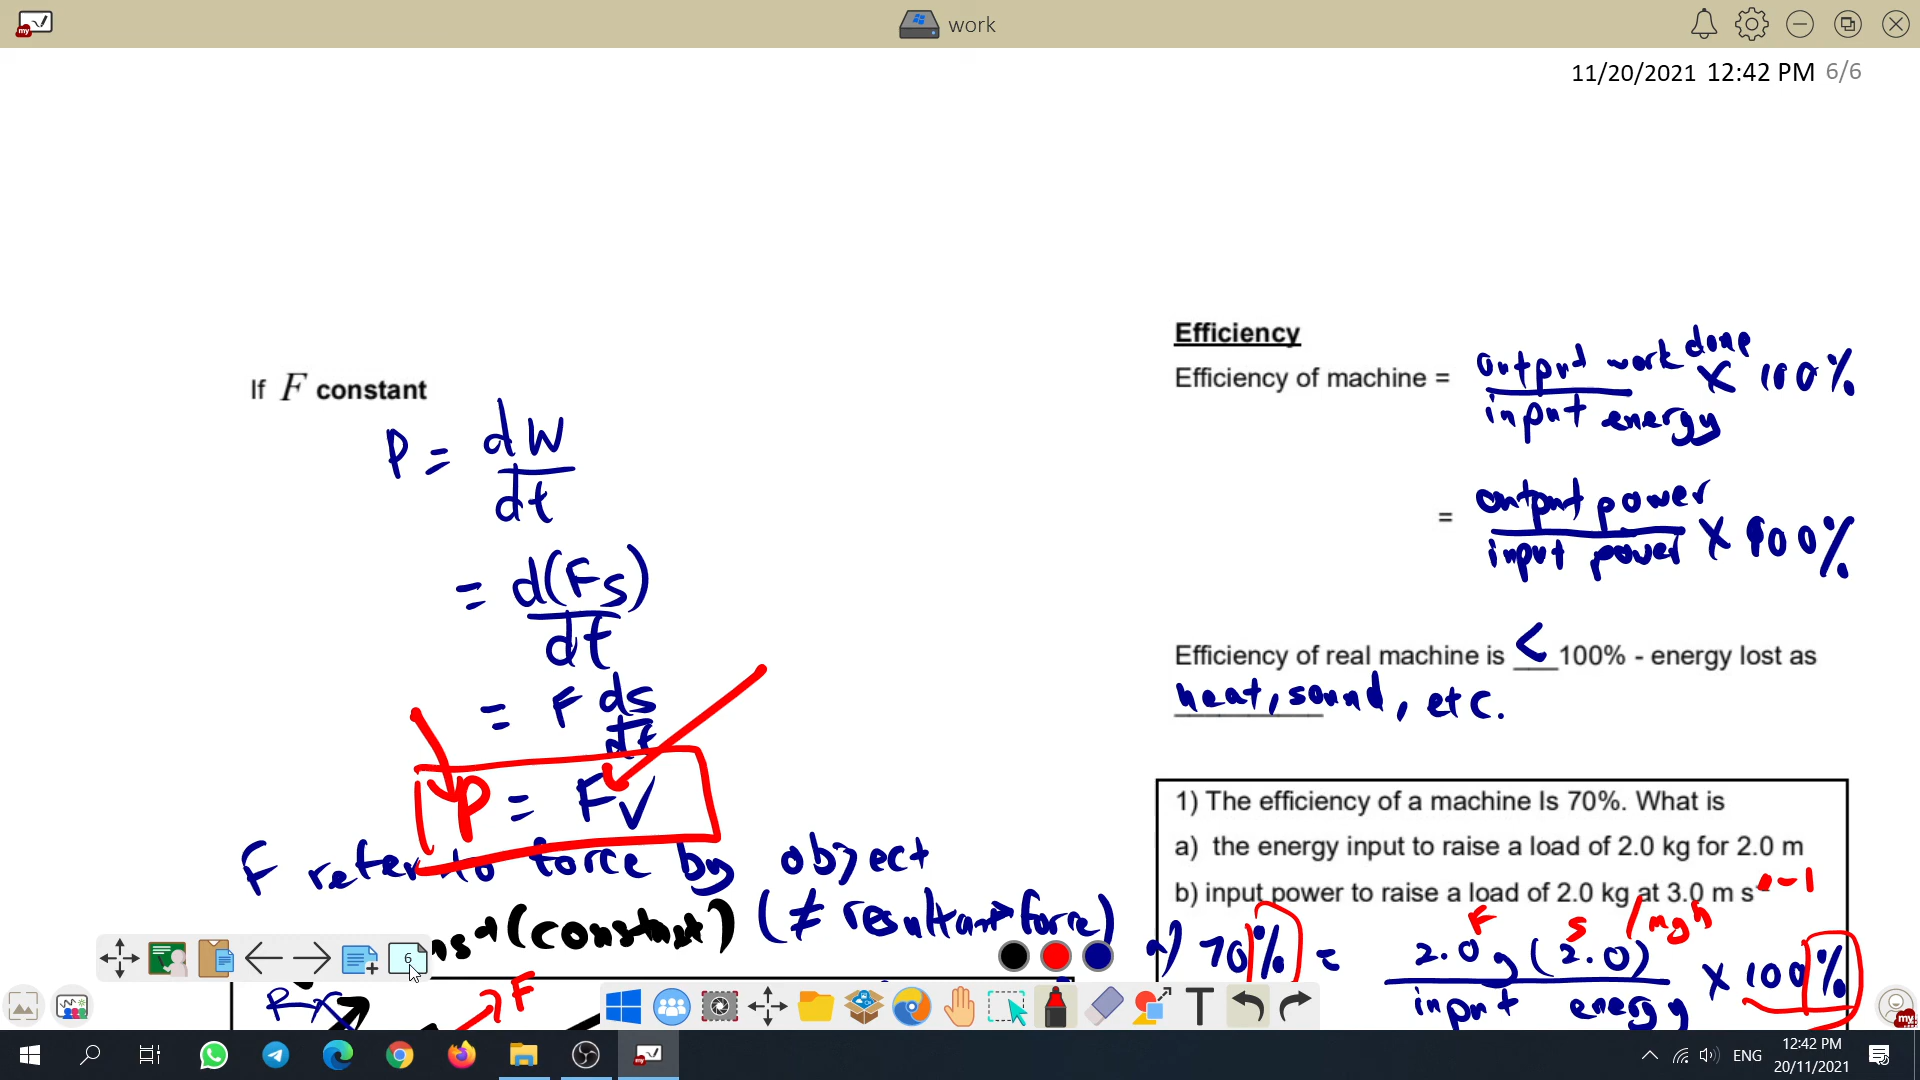 work
11/20/2021 12:42 PM 6/6
If F constant
P = dW
dt
= d(Fs)
dt
= F ds
dt
P = Fv
F refer to force by object
(constant) (≠ resultant force)
F
Efficiency
Efficiency of machine = output work done × 100%
input energy
= output power × 100%
input power
Efficiency of real machine is < 100% - energy lost as
heat, sound, etc.
1) The efficiency of a machine Is 70%. What is
a) the energy input to raise a load of 2.0 kg for 2.0 m
b) input power to raise a load of 2.0 kg at 3.0 m s-1
F s mgh
a) 70% = 2.0g(2.0) × 100%
input energy
6
T
my
my
ENG
12:42 PM
20/11/2021